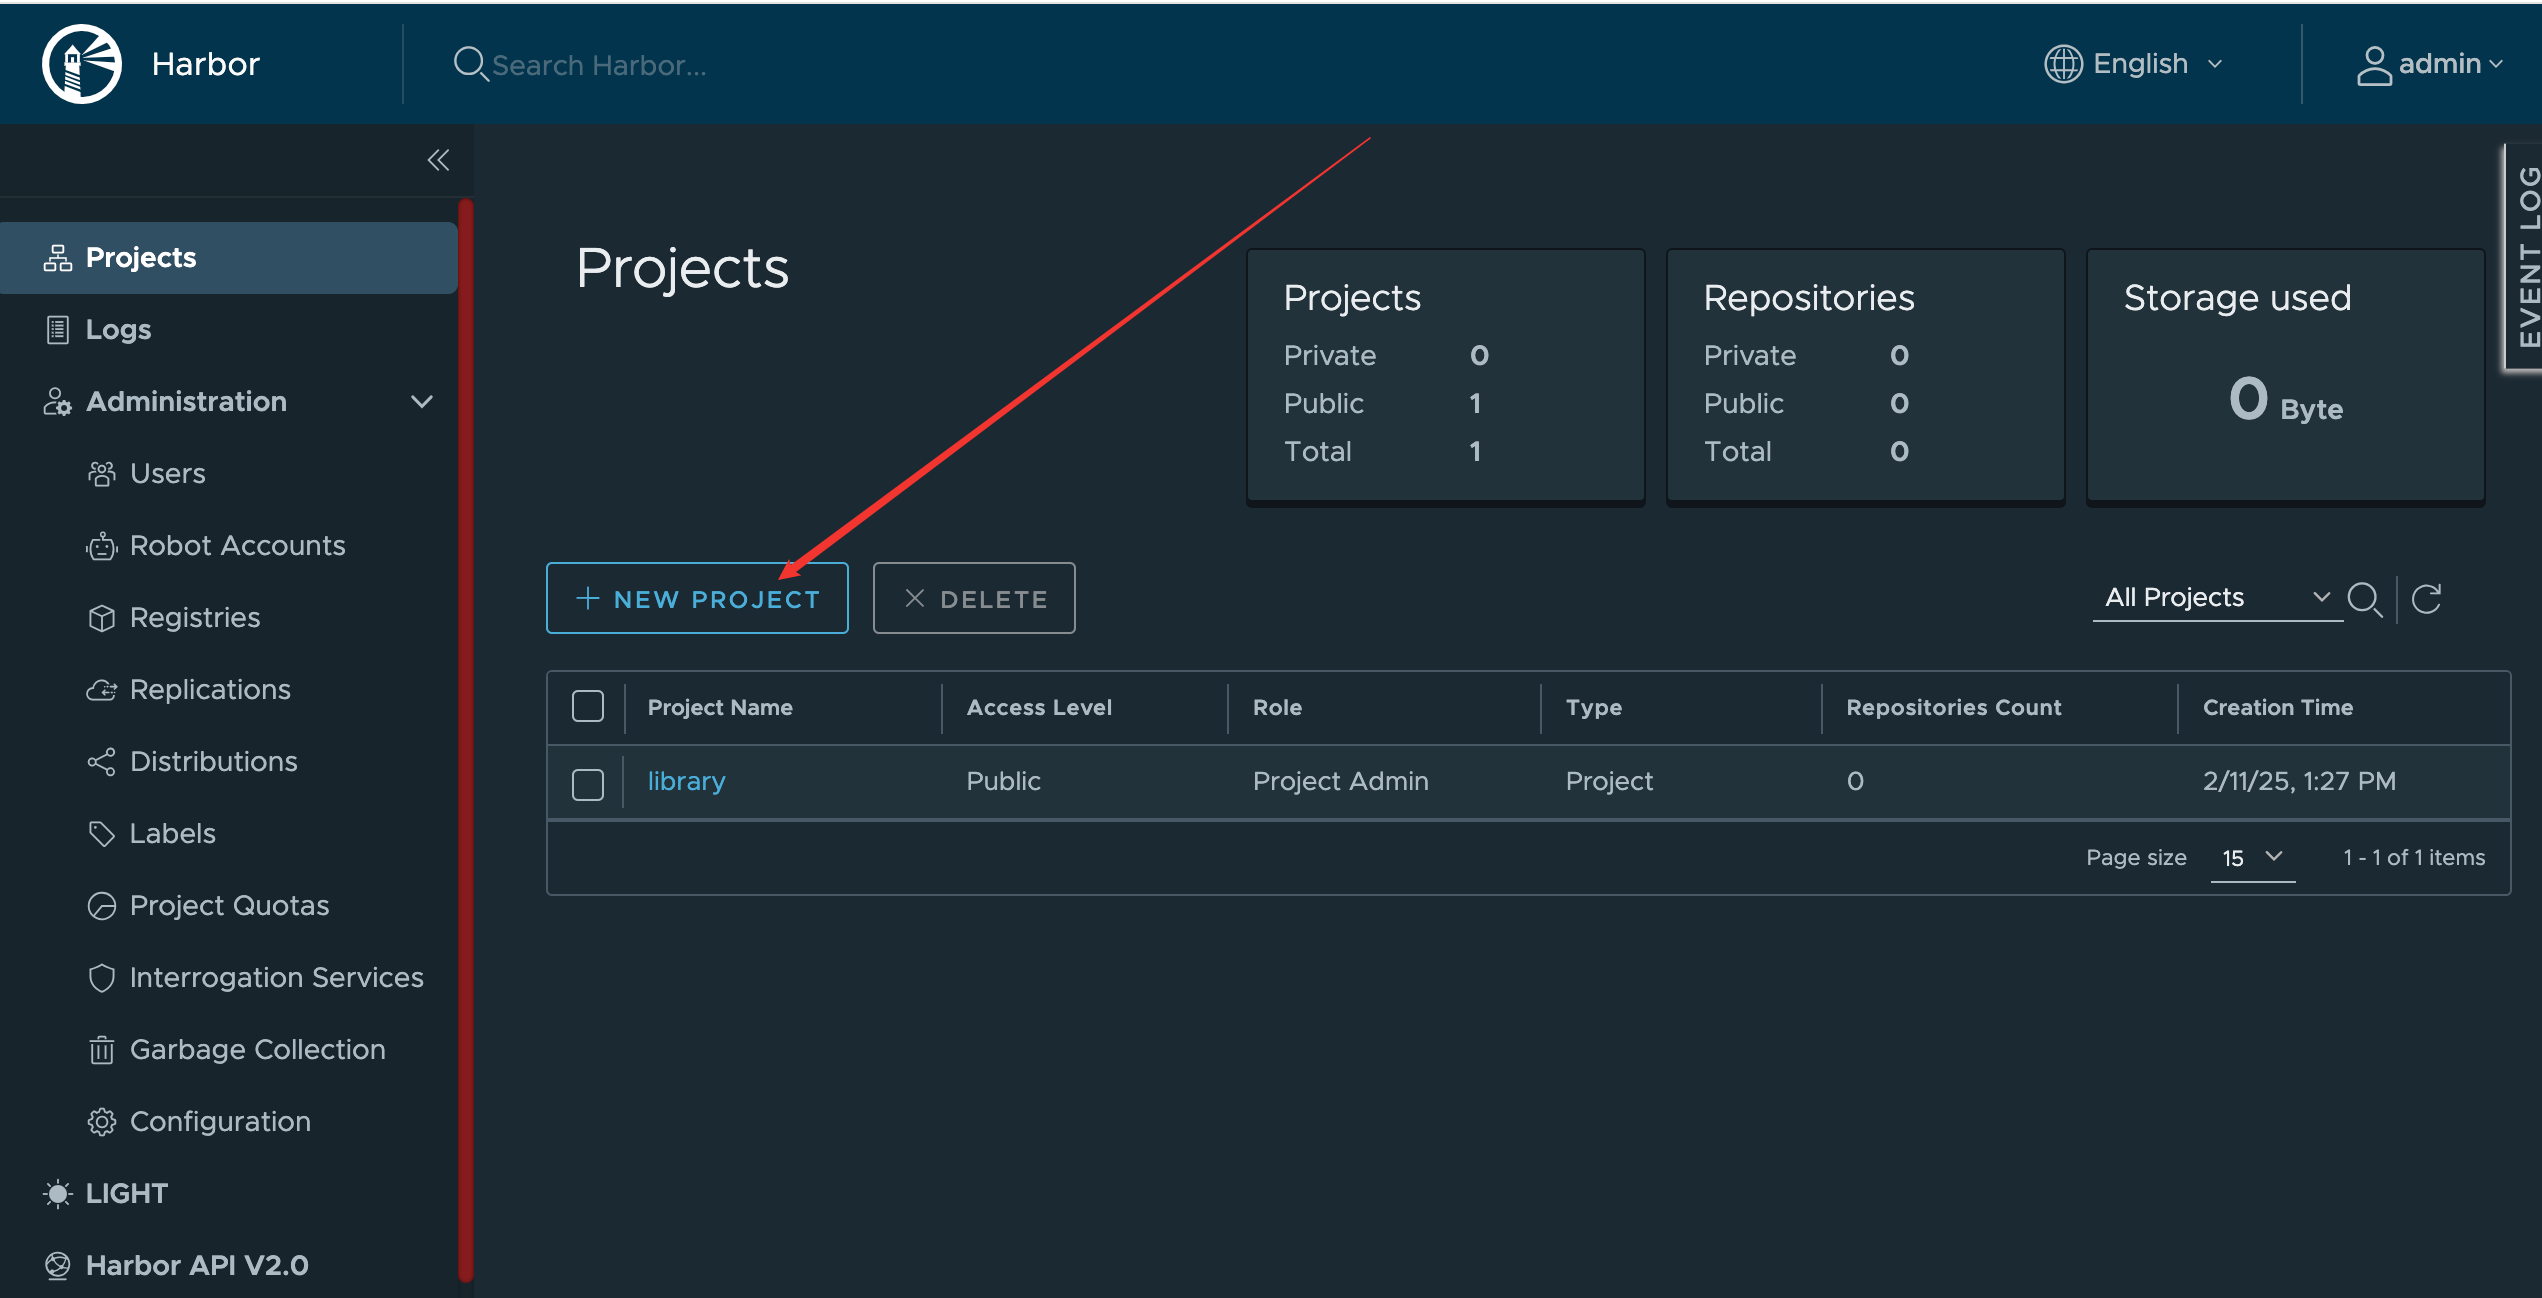 Harbor
Search Harbor...
English
admin
EVENT LOG
Projects
Logs
Administration
Users
Robot Accounts
Registries
Replications
Distributions
Labels
Project Quotas
Interrogation Services
Garbage Collection
Configuration
LIGHT
Harbor API V2.0
Projects
Projects
Private 0
Public 1
Total 1
Repositories
Private 0
Public 0
Total 0
Storage used
0 Byte
NEW PROJECT
DELETE
All Projects
Project Name Access Level Role Type Repositories Count Creation Time
library Public Project Admin Project 0 2/11/25, 1:27 PM
Page size 15 1 - 1 of 1 items